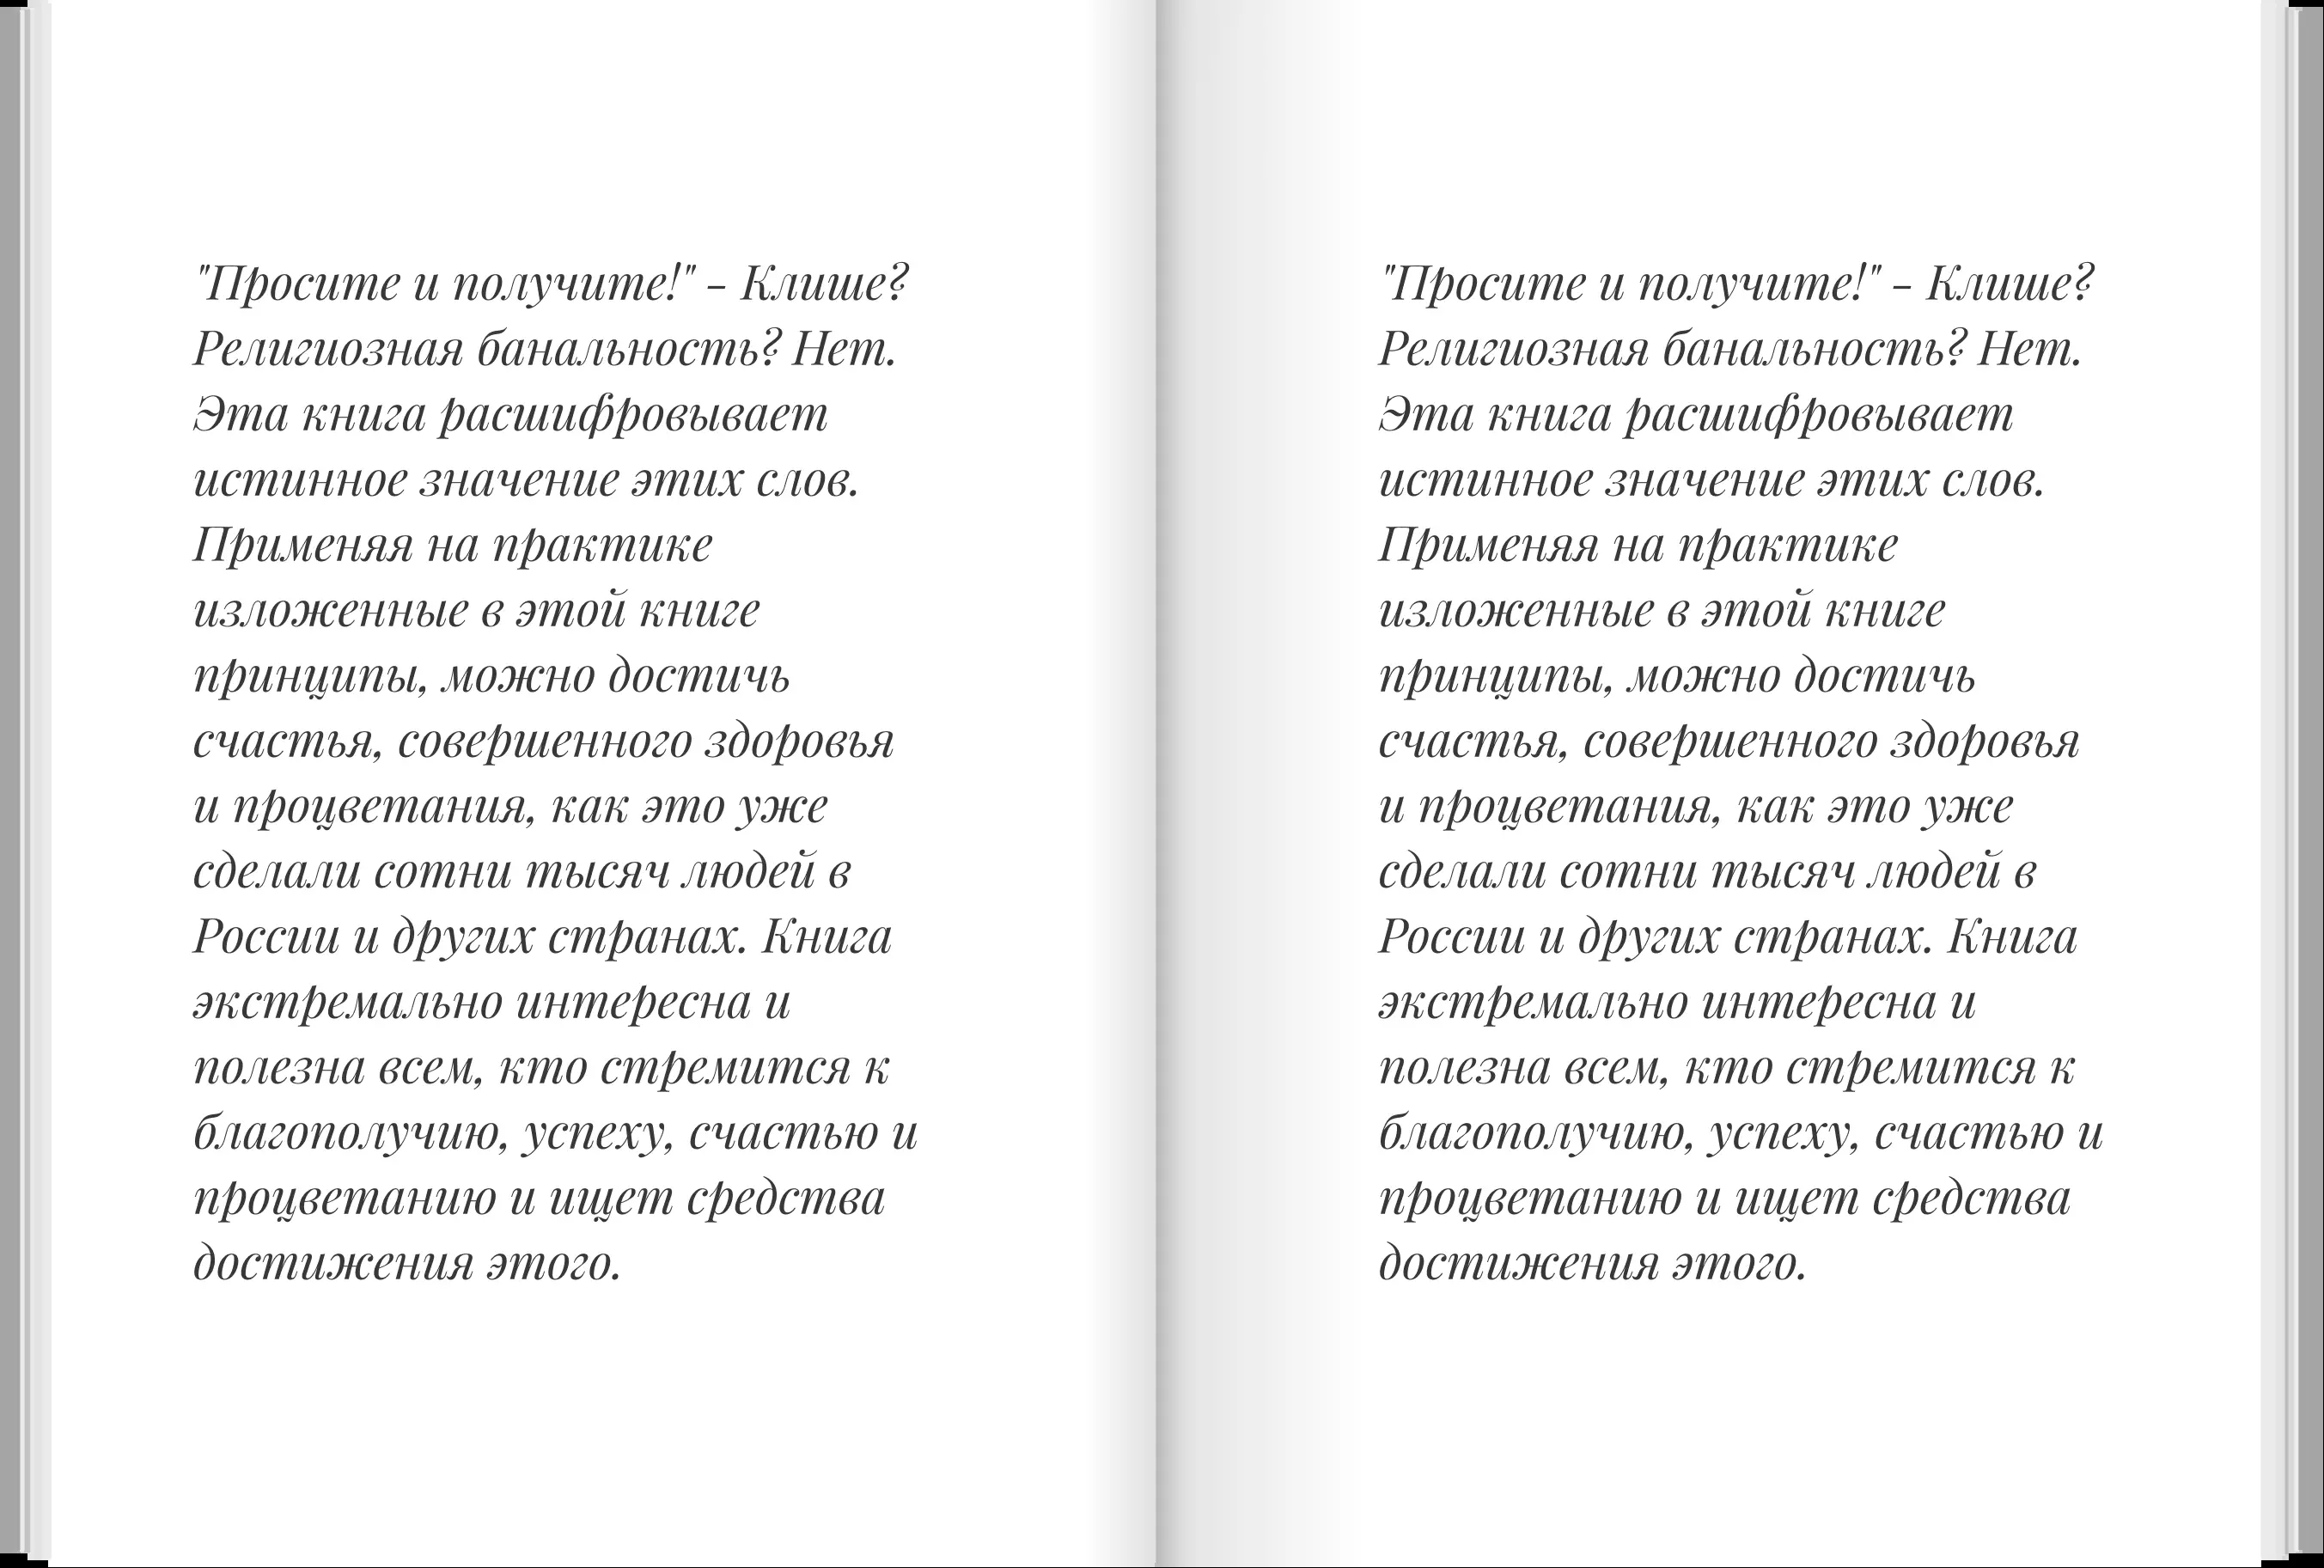 "Просите и получите!" – Клише?
Религиозная банальность? Нет.
Эта книга расшифровывает
истинное значение этих слов.
Применяя на практике
изложенные в этой книге
принципы, можно достичь
счастья, совершенного здоровья
и процветания, как это уже
сделали сотни тысяч людей в
России и других странах. Книга
экстремально интересна и
полезна всем, кто стремится к
благополучию, успеху, счастью и
процветанию и ищет средства
достижения этого.
"Просите и получите!" – Клише?
Религиозная банальность? Нет.
Эта книга расшифровывает
истинное значение этих слов.
Применяя на практике
изложенные в этой книге
принципы, можно достичь
счастья, совершенного здоровья
и процветания, как это уже
сделали сотни тысяч людей в
России и других странах. Книга
экстремально интересна и
полезна всем, кто стремится к
благополучию, успеху, счастью и
процветанию и ищет средства
достижения этого.